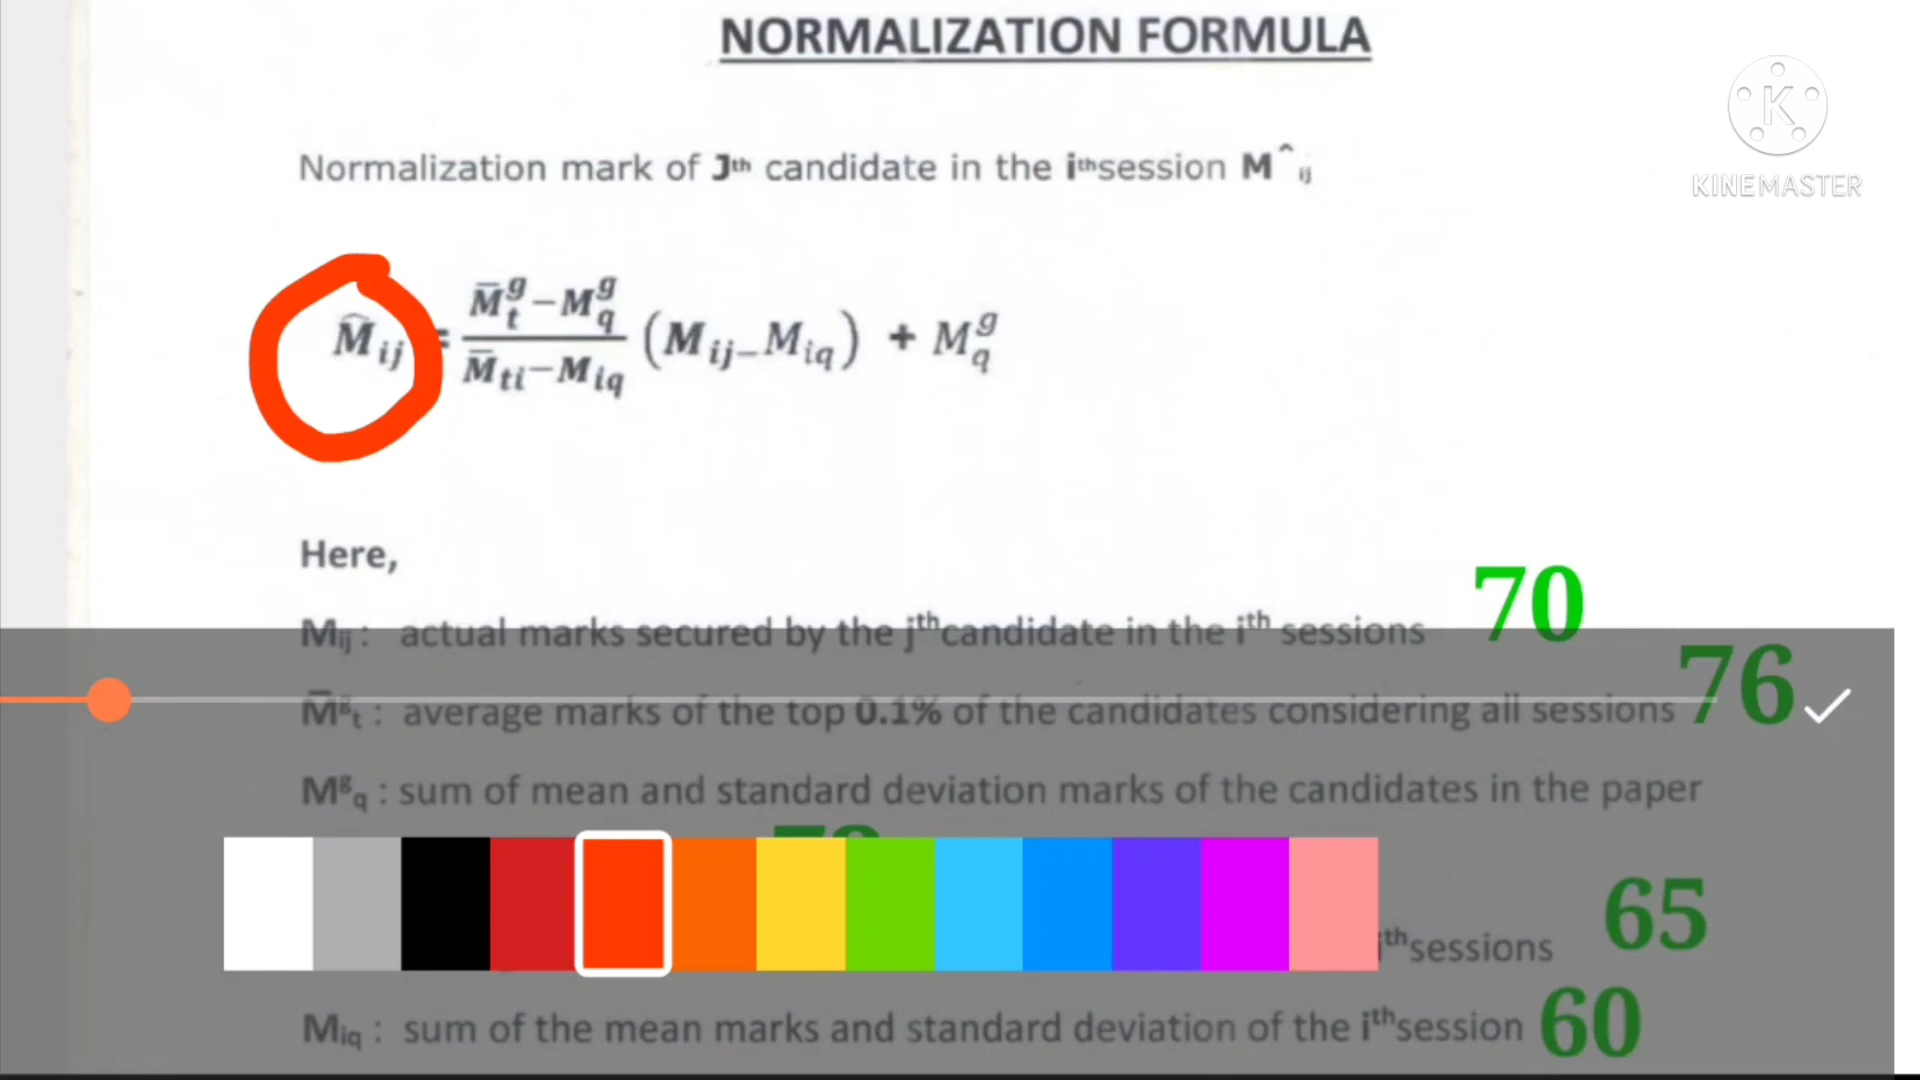 NORMALIZATION FORMULA
KINEMASTER
Normalization mark of Jth candidate in the ithsession M^ij
M̂ij = (M̄tg − Mqg) / (M̄ti − Miq) (Mij − Miq) + Mqg
Here,
Mij : actual marks secured by the jthcandidate in the ith sessions 70
M̄gt : average marks of the top 0.1% of the candidates considering all sessions 76
Mgq : sum of mean and standard deviation marks of the candidates in the paper
ithsessions 65
Miq : sum of the mean marks and standard deviation of the ithsession 60